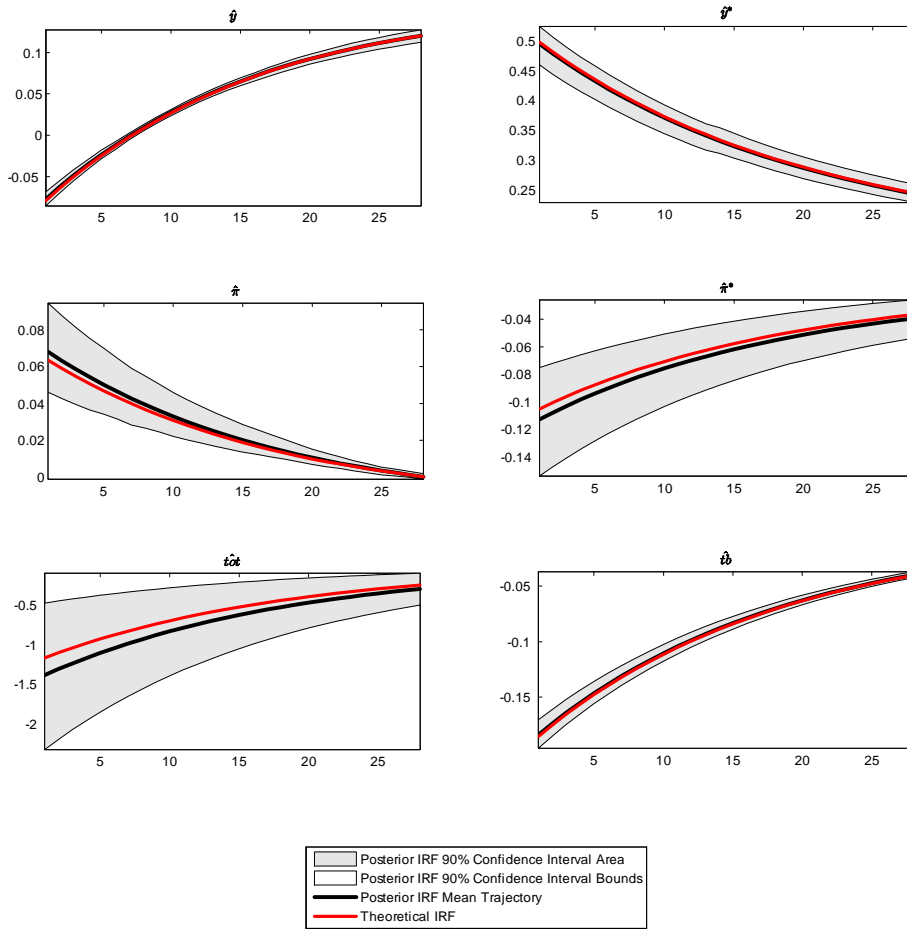 ŷ
0.1
0.05
0
-0.05
5 10 15 20 25
ŷ*
0.5
0.45
0.4
0.35
0.3
0.25
5 10 15 20 25
π̂
0.08
0.06
0.04
0.02
0
5 10 15 20 25
π̂*
-0.04
-0.06
-0.08
-0.1
-0.12
-0.14
5 10 15 20 25
tôt
-0.5
-1
-1.5
-2
5 10 15 20 25
t̂b
-0.05
-0.1
-0.15
5 10 15 20 25
Posterior IRF 90% Confidence Interval Area
Posterior IRF 90% Confidence Interval Bounds
Posterior IRF Mean Trajectory
Theoretical IRF